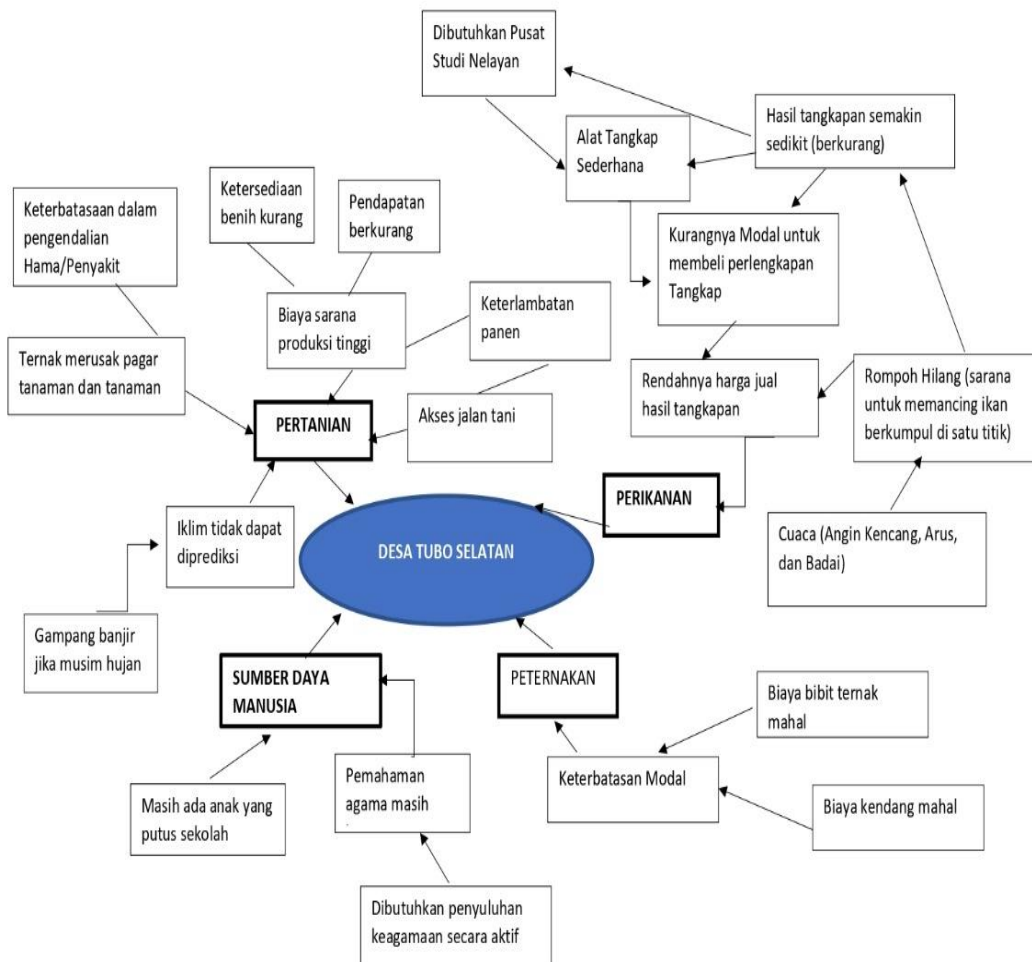 Dibutuhkan Pusat
Studi Nelayan
Hasil tangkapan semakin
sedikit (berkurang)
Alat Tangkap
Sederhana
Ketersediaan
benih kurang
Pendapatan
berkurang
Keterbatasaan dalam
pengendalian
Hama/Penyakit
Kurangnya Modal untuk
membeli perlengkapan
Tangkap
Biaya sarana
produksi tinggi
Keterlambatan
panen
Ternak merusak pagar
tanaman dan tanaman
Rendahnya harga jual
hasil tangkapan
Rompoh Hilang (sarana
untuk memancing ikan
berkumpul di satu titik)
PERTANIAN
Akses jalan tani
PERIKANAN
Iklim tidak dapat
diprediksi
DESA TUBO SELATAN
Cuaca (Angin Kencang, Arus,
dan Badai)
Gampang banjir
jika musim hujan
SUMBER DAYA
MANUSIA
PETERNAKAN
Biaya bibit ternak
mahal
Pemahaman
agama masih
Keterbatasan Modal
Masih ada anak yang
putus sekolah
Biaya kendang mahal
Dibutuhkan penyuluhan
keagamaan secara aktif